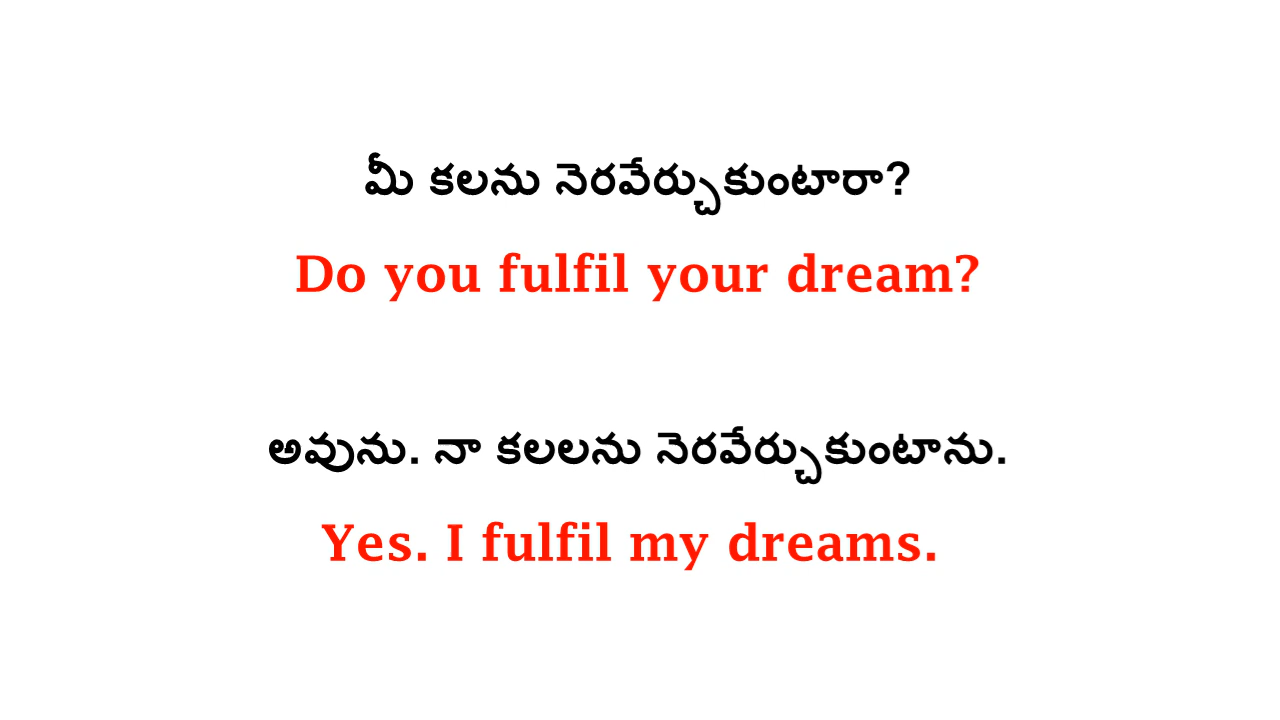 మీ కలను నెరవేర్చుకుంటారా?
Do you fulfil your dream?
అవును. నా కలలను నెరవేర్చుకుంటాను.
Yes. I fulfil my dreams.